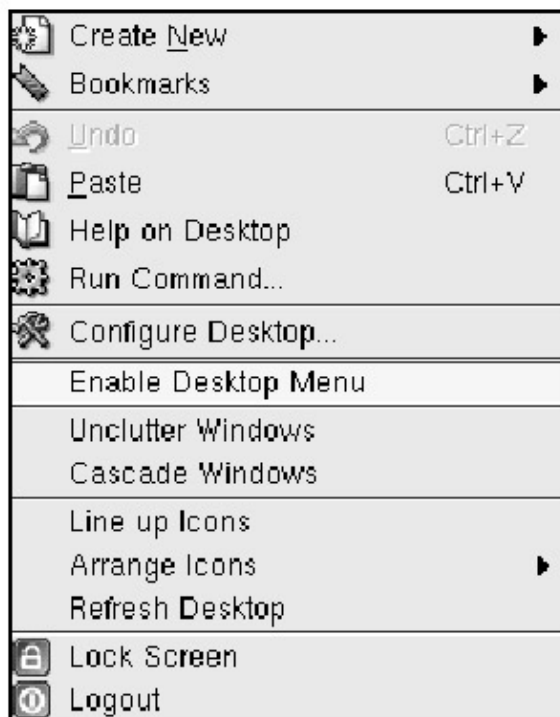 Create New
Bookmarks
Undo Ctrl+Z
Paste Ctrl+V
Help on Desktop
Run Command...
Configure Desktop...
Enable Desktop Menu
Unclutter Windows
Cascade Windows
Line up Icons
Arrange Icons
Refresh Desktop
Lock Screen
Logout